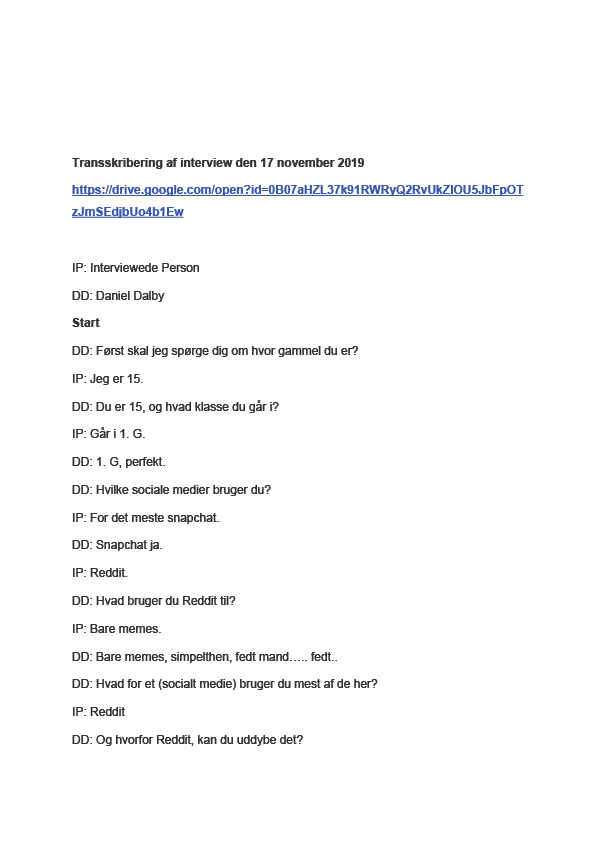 Transskribering af interview den 17 november 2019
https://drive.google.com/open?id=0B07aHZL37k91RWRyQ2RvUkZIOU5JbFpOT
zJmSEdjbUo4b1Ew
IP: Interviewede Person
DD: Daniel Dalby
Start
DD: Først skal jeg spørge dig om hvor gammel du er?
IP: Jeg er 15.
DD: Du er 15, og hvad klasse du går i?
IP: Går i 1. G.
DD: 1. G, perfekt.
DD: Hvilke sociale medier bruger du?
IP: For det meste snapchat.
DD: Snapchat ja.
IP: Reddit.
DD: Hvad bruger du Reddit til?
IP: Bare memes.
DD: Bare memes, simpelthen, fedt mand….. fedt..
DD: Hvad for et (socialt medie) bruger du mest af de her?
IP: Reddit
DD: Og hvorfor Reddit, kan du uddybe det?